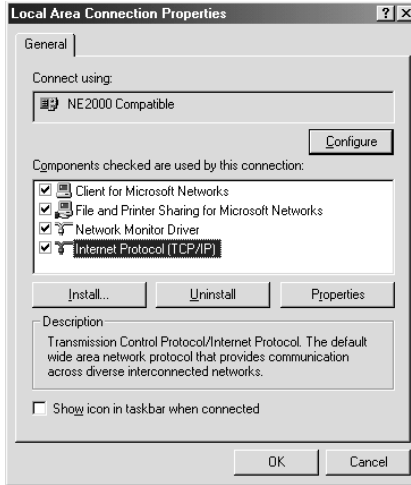 Local Area Connection Properties
General
Connect using:
NE2000 Compatible
Configure
Components checked are used by this connection:
Client for Microsoft Networks
File and Printer Sharing for Microsoft Networks
Network Monitor Driver
Internet Protocol (TCP/IP)
Install... Uninstall Properties
Description
Transmission Control Protocol/Internet Protocol. The default
wide area network protocol that provides communication
across diverse interconnected networks.
Show icon in taskbar when connected
OK Cancel